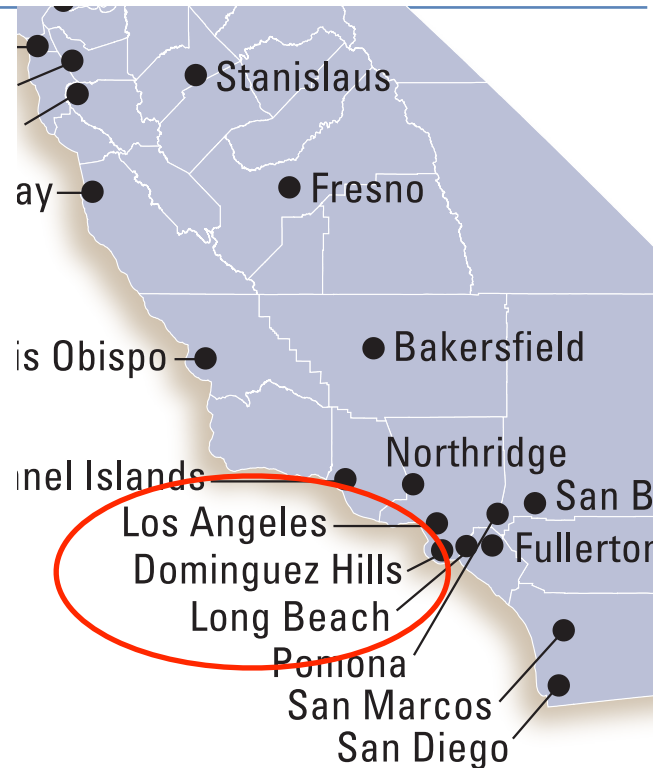 Stanislaus
ay
Fresno
is Obispo
Bakersfield
Northridge
nnel Islands
San B
Los Angeles
Dominguez Hills
Fullerton
Long Beach
Pomona
San Marcos
San Diego